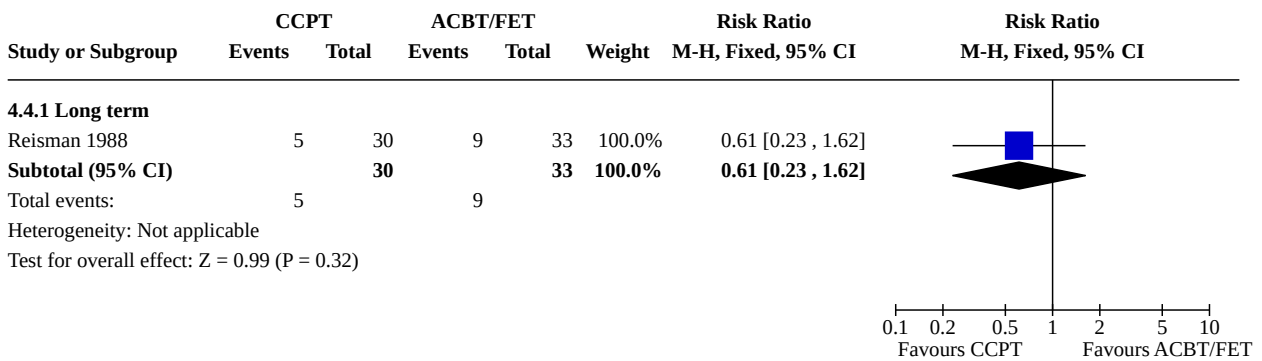 CCPT ACBT/FET Risk Ratio Risk Ratio
Study or Subgroup Events Total Events Total Weight M-H, Fixed, 95% CI M-H, Fixed, 95% CI
4.4.1 Long term
Reisman 1988 5 30 9 33 100.0% 0.61 [0.23 , 1.62]
Subtotal (95% CI) 30 33 100.0% 0.61 [0.23 , 1.62]
Total events: 5 9
Heterogeneity: Not applicable
Test for overall effect: Z = 0.99 (P = 0.32)
0.1 0.2 0.5 1 2 5 10
Favours CCPT Favours ACBT/FET